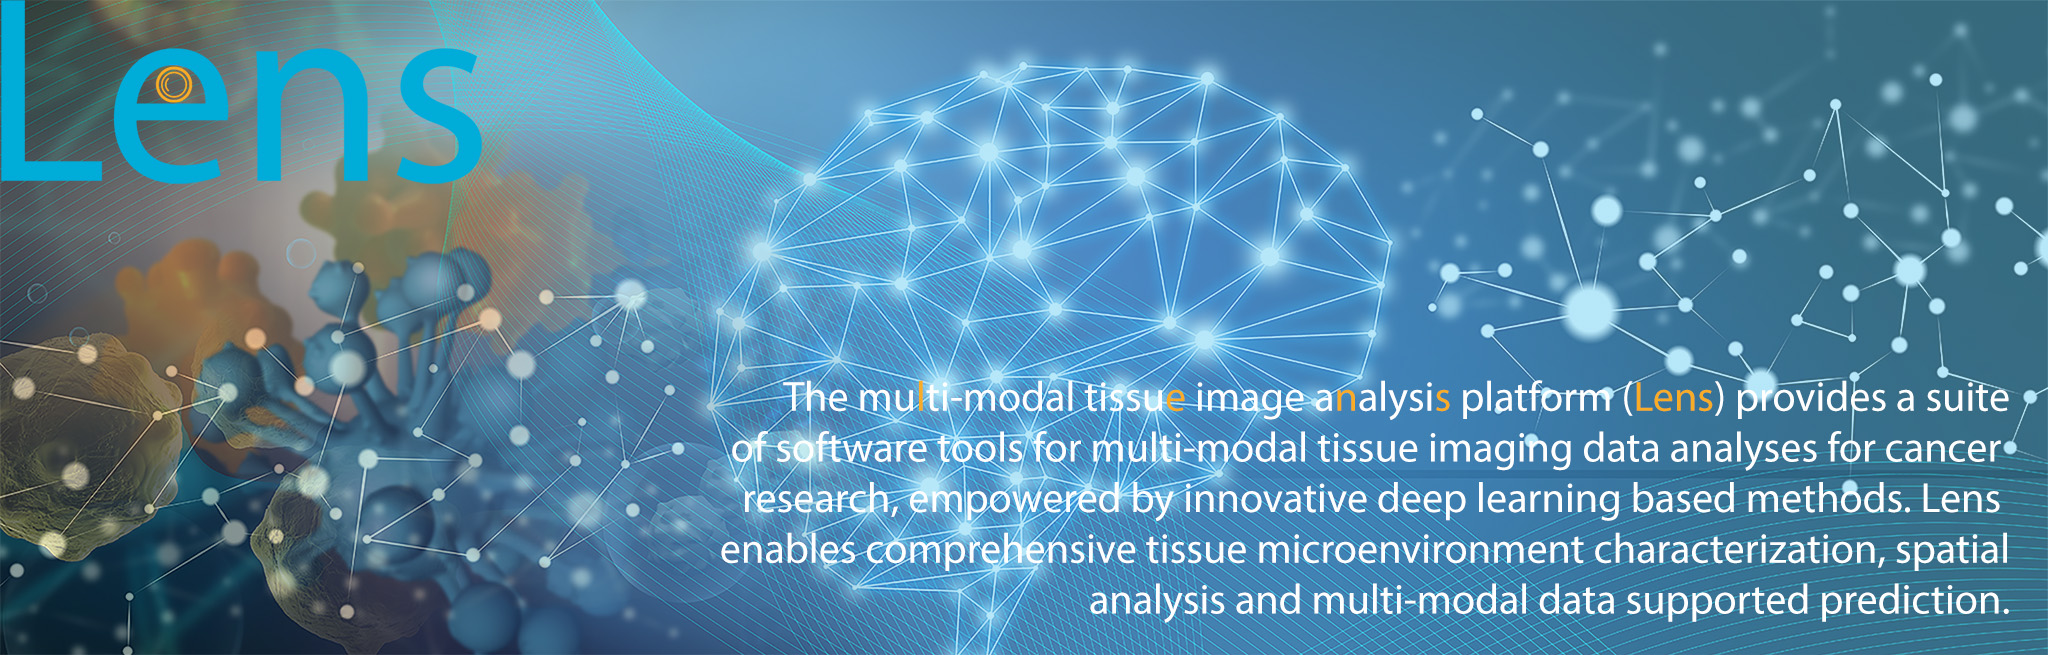 Lens
The multi-modal tissue image analysis platform (Lens) provides a suite
of software tools for multi-modal tissue imaging data analyses for cancer
research, empowered by innovative deep learning based methods. Lens
enables comprehensive tissue microenvironment characterization, spatial
analysis and multi-modal data supported prediction.